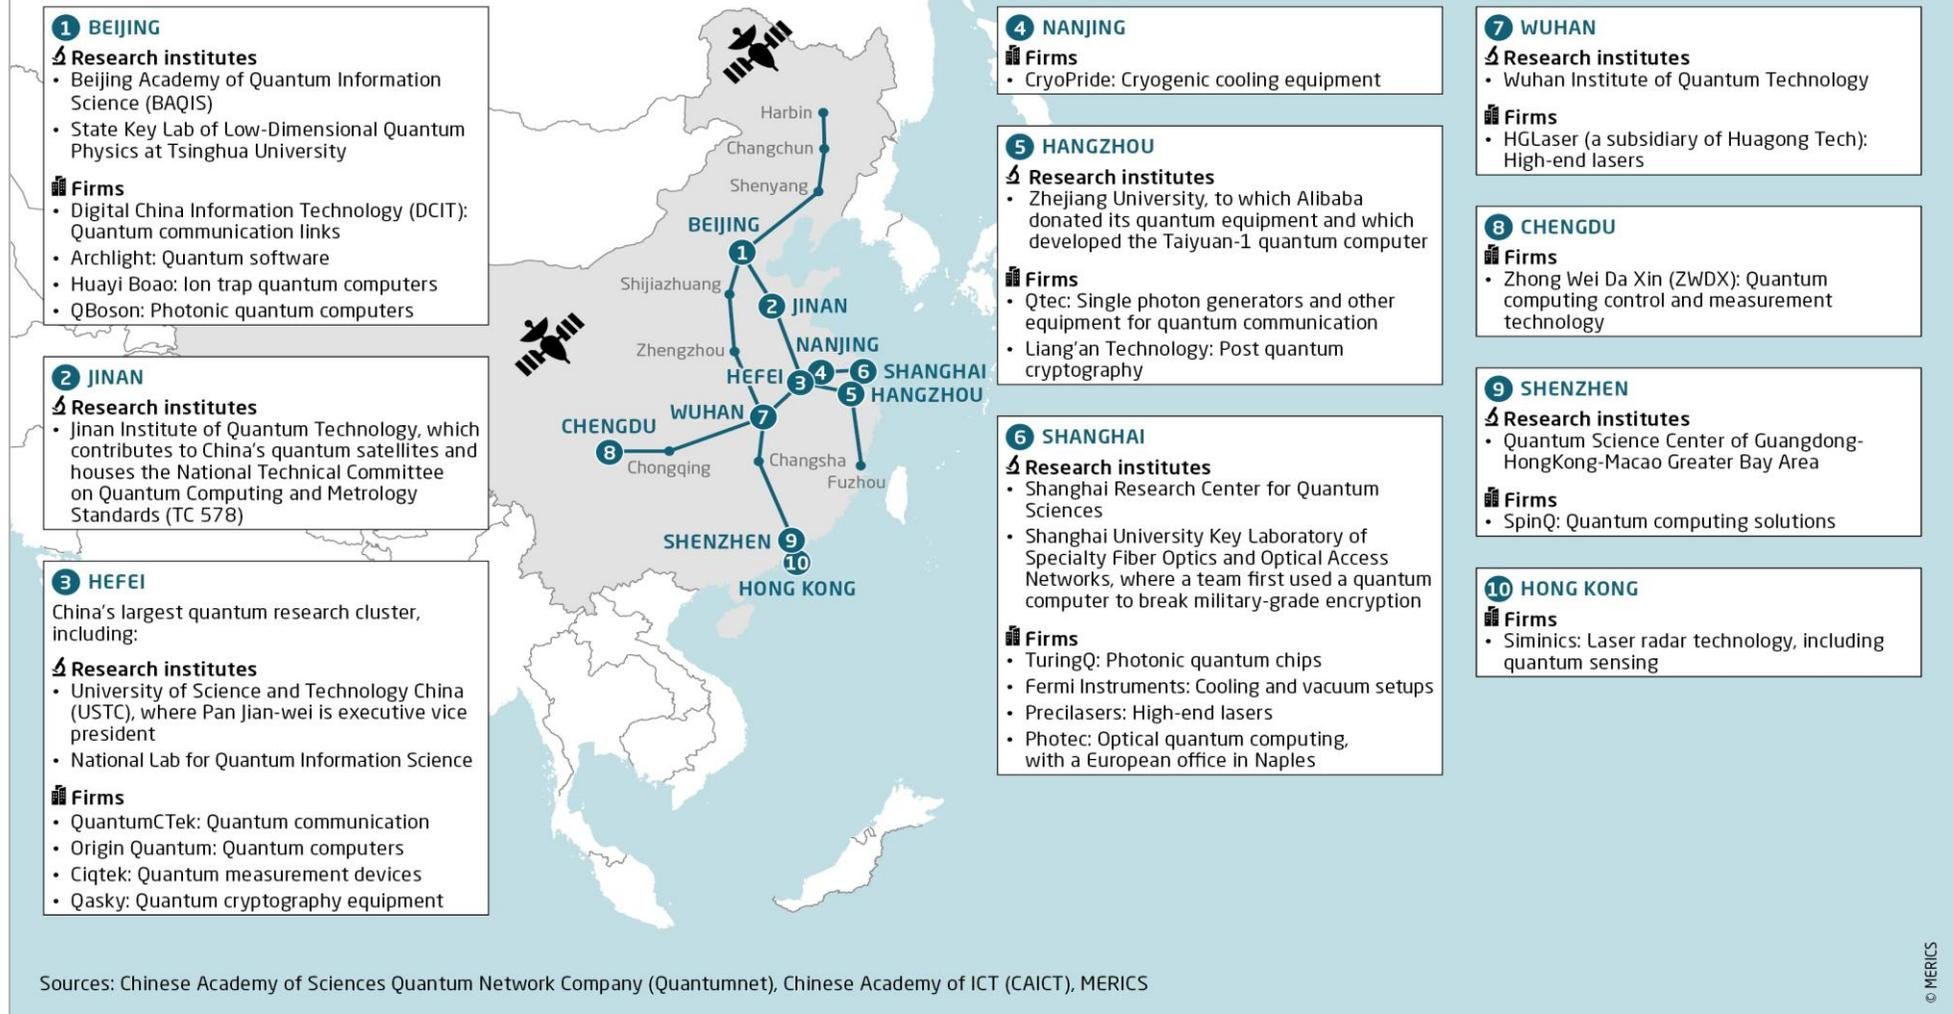 1 BEIJING
Research institutes
• Beijing Academy of Quantum Information
Science (BAQIS)
• State Key Lab of Low-Dimensional Quantum
Physics at Tsinghua University
Firms
• Digital China Information Technology (DCIT):
Quantum communication links
• Archlight: Quantum software
• Huayi Boao: Ion trap quantum computers
• QBoson: Photonic quantum computers
2 JINAN
Research institutes
• Jinan Institute of Quantum Technology, which
contributes to China's quantum satellites and
houses the National Technical Committee
on Quantum Computing and Metrology
Standards (TC 578)
3 HEFEI
China's largest quantum research cluster,
including:
Research institutes
• University of Science and Technology China
(USTC), where Pan Jian-wei is executive vice
president
• National Lab for Quantum Information Science
Firms
• QuantumCTek: Quantum communication
• Origin Quantum: Quantum computers
• Ciqtek: Quantum measurement devices
• Qasky: Quantum cryptography equipment
Harbin
Changchun
Shenyang
BEIJING
1
Shijiazhuang
2 JINAN
Zhengzhou
NANJING
HEFEI 3 4 6 SHANGHAI
5 HANGZHOU
WUHAN 7
CHENGDU
8
Chongqing
Changsha
Fuzhou
SHENZHEN 9
10
HONG KONG
4 NANJING
Firms
• CryoPride: Cryogenic cooling equipment
5 HANGZHOU
Research institutes
• Zhejiang University, to which Alibaba
donated its quantum equipment and which
developed the Taiyuan-1 quantum computer
Firms
• Qtec: Single photon generators and other
equipment for quantum communication
• Liang'an Technology: Post quantum
cryptography
6 SHANGHAI
Research institutes
• Shanghai Research Center for Quantum
Sciences
• Shanghai University Key Laboratory of
Specialty Fiber Optics and Optical Access
Networks, where a team first used a quantum
computer to break military-grade encryption
Firms
• TuringQ: Photonic quantum chips
• Fermi Instruments: Cooling and vacuum setups
• Precilasers: High-end lasers
• Photec: Optical quantum computing,
with a European office in Naples
7 WUHAN
Research institutes
• Wuhan Institute of Quantum Technology
Firms
• HGLaser (a subsidiary of Huagong Tech):
High-end lasers
8 CHENGDU
Firms
• Zhong Wei Da Xin (ZWDX): Quantum
computing control and measurement
technology
9 SHENZHEN
Research institutes
• Quantum Science Center of Guangdong-
HongKong-Macao Greater Bay Area
Firms
• SpinQ: Quantum computing solutions
10 HONG KONG
Firms
• Siminics: Laser radar technology, including
quantum sensing
Sources: Chinese Academy of Sciences Quantum Network Company (Quantumnet), Chinese Academy of ICT (CAICT), MERICS
© MERICS